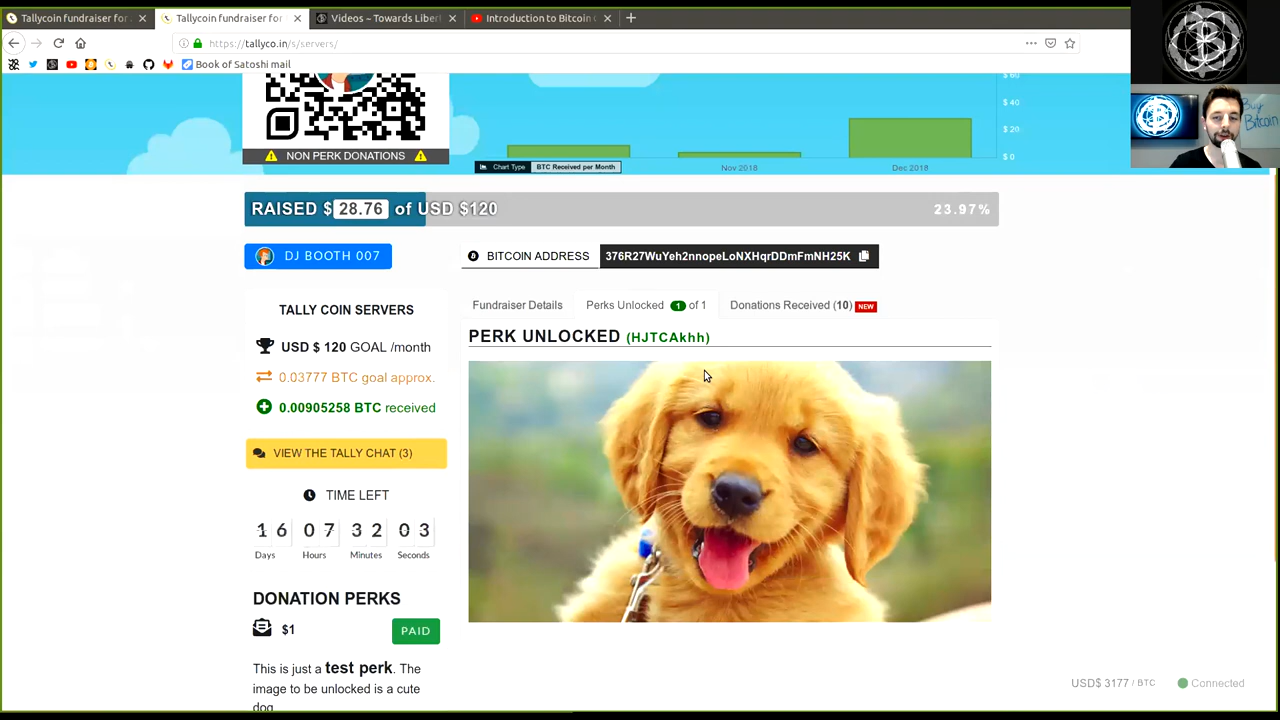 Tallycoin fundraiser for
Tallycoin fundraiser for
Videos ~ Towards Libert
Introduction to Bitcoin
https://tallyco.in/s/servers/
Book of Satoshi mail
Buy
Bitcoin
$ 60
$ 40
$ 20
$ 0
NON PERK DONATIONS
Chart Type BTC Received per Month
Nov 2018
Dec 2018
RAISED $ 28.76 of USD $120
23.97%
DJ BOOTH 007
BITCOIN ADDRESS
376R27WuYeh2nnopeLoNXHqrDDmFmNH25K
TALLY COIN SERVERS
USD $ 120 GOAL /month
0.03777 BTC goal approx.
0.00905258 BTC received
VIEW THE TALLY CHAT (3)
TIME LEFT
16 07 32 03
Days Hours Minutes Seconds
DONATION PERKS
$1
PAID
This is just a test perk. The
image to be unlocked is a cute
dog
Fundraiser Details
Perks Unlocked 1 of 1
Donations Received (10) NEW
PERK UNLOCKED (HJTCAkhh)
USD$ 3177 / BTC
Connected